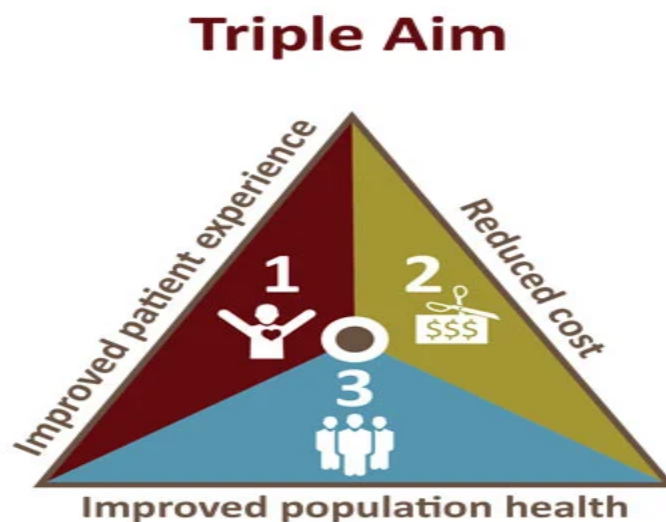 Triple Aim
Improved patient experience
Reduced cost
1
2
$$$
3
Improved population health